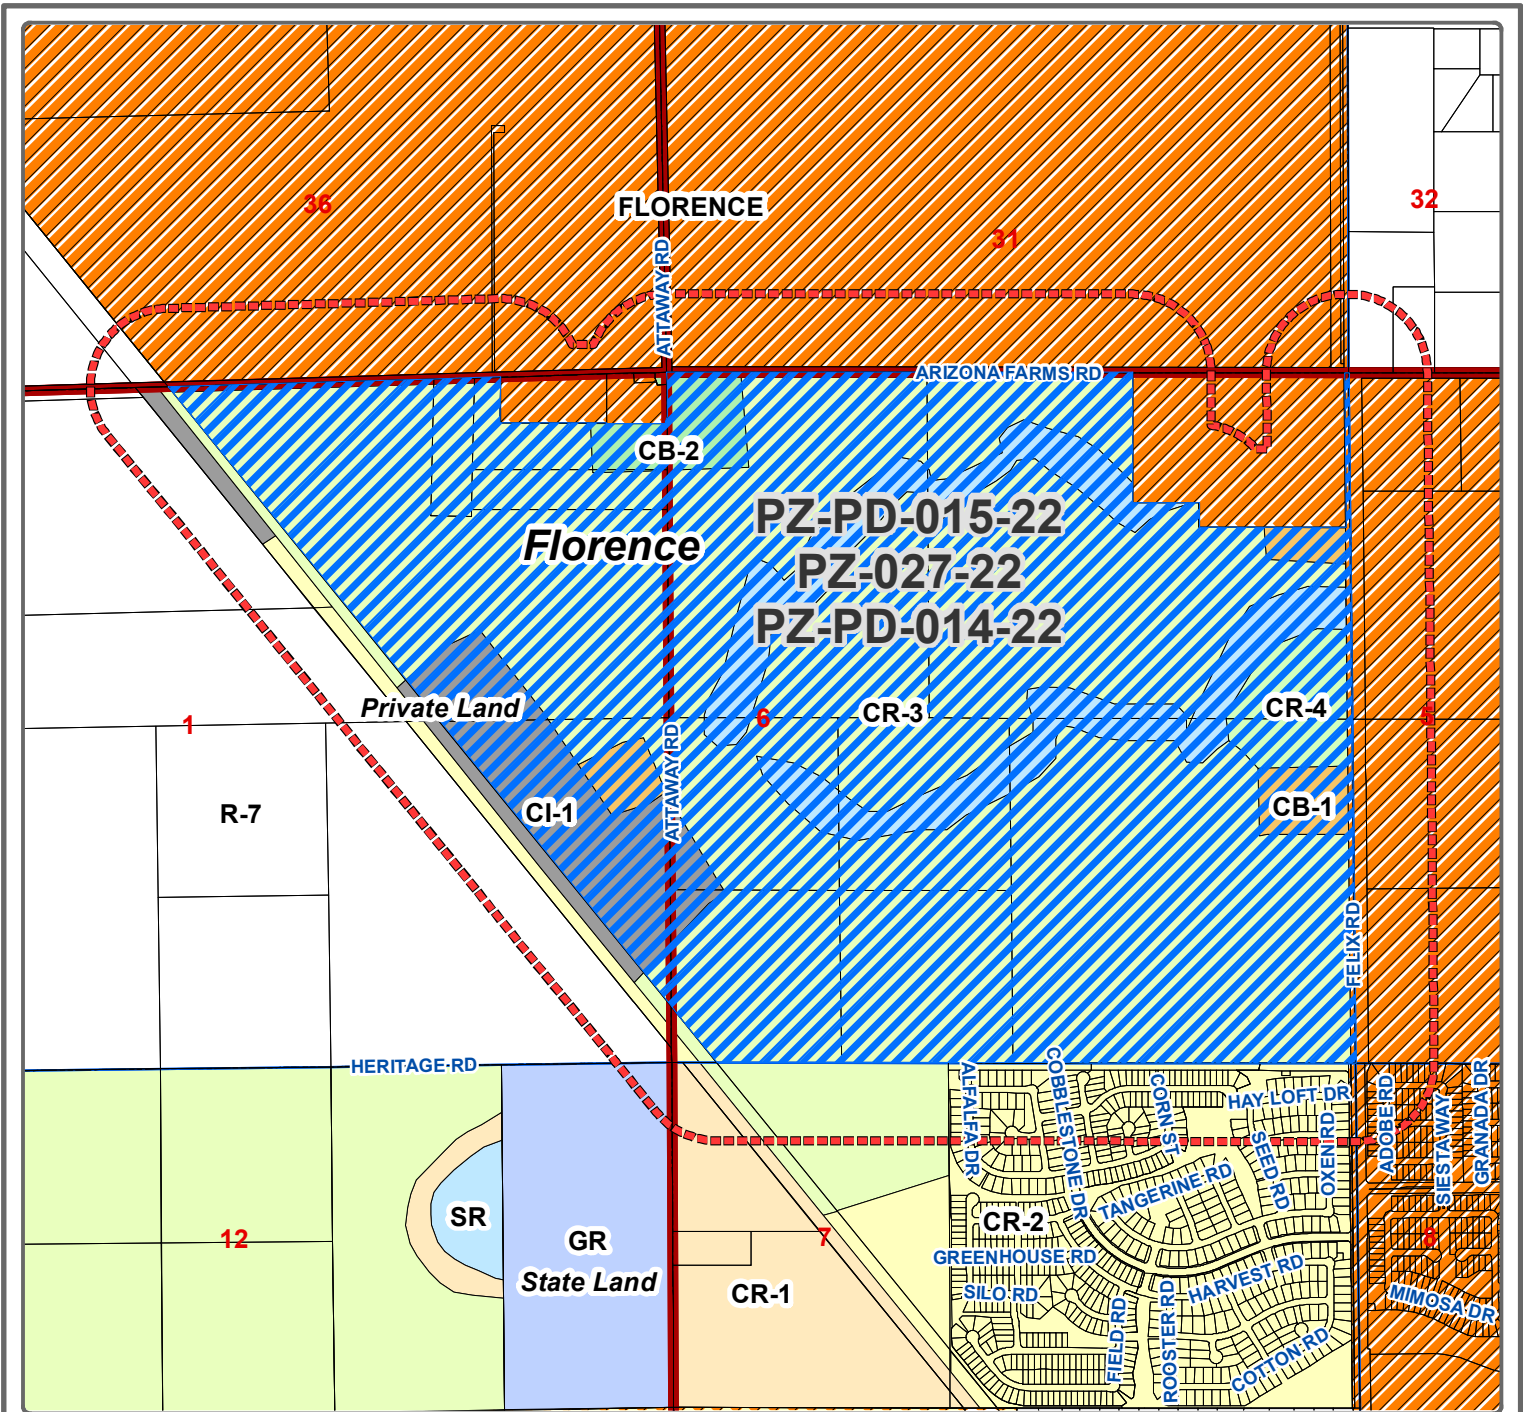 36
FLORENCE
32
31
ATTAWAY RD
ARIZONA FARMS RD
CB-2
PZ-PD-015-22
Florence
PZ-027-22
PZ-PD-014-22
Private Land
1
6
CR-3
CR-4
5
ATTAWAY RD
R-7
CI-1
CB-1
FELIX RD
HERITAGE RD
ALFALFA DR
COBBLESTONE DR
CORN ST
HAY LOFT DR
ADOBE RD
SIESTA WAY
GRANADA DR
SEED RD
OXEN RD
TANGERINE RD
SR
CR-2
12
GR
7
8
GREENHOUSE RD
State Land
CR-1
SILO RD
HARVEST RD
MIMOSA DR
FIELD RD
ROOSTER RD
COTTON RD